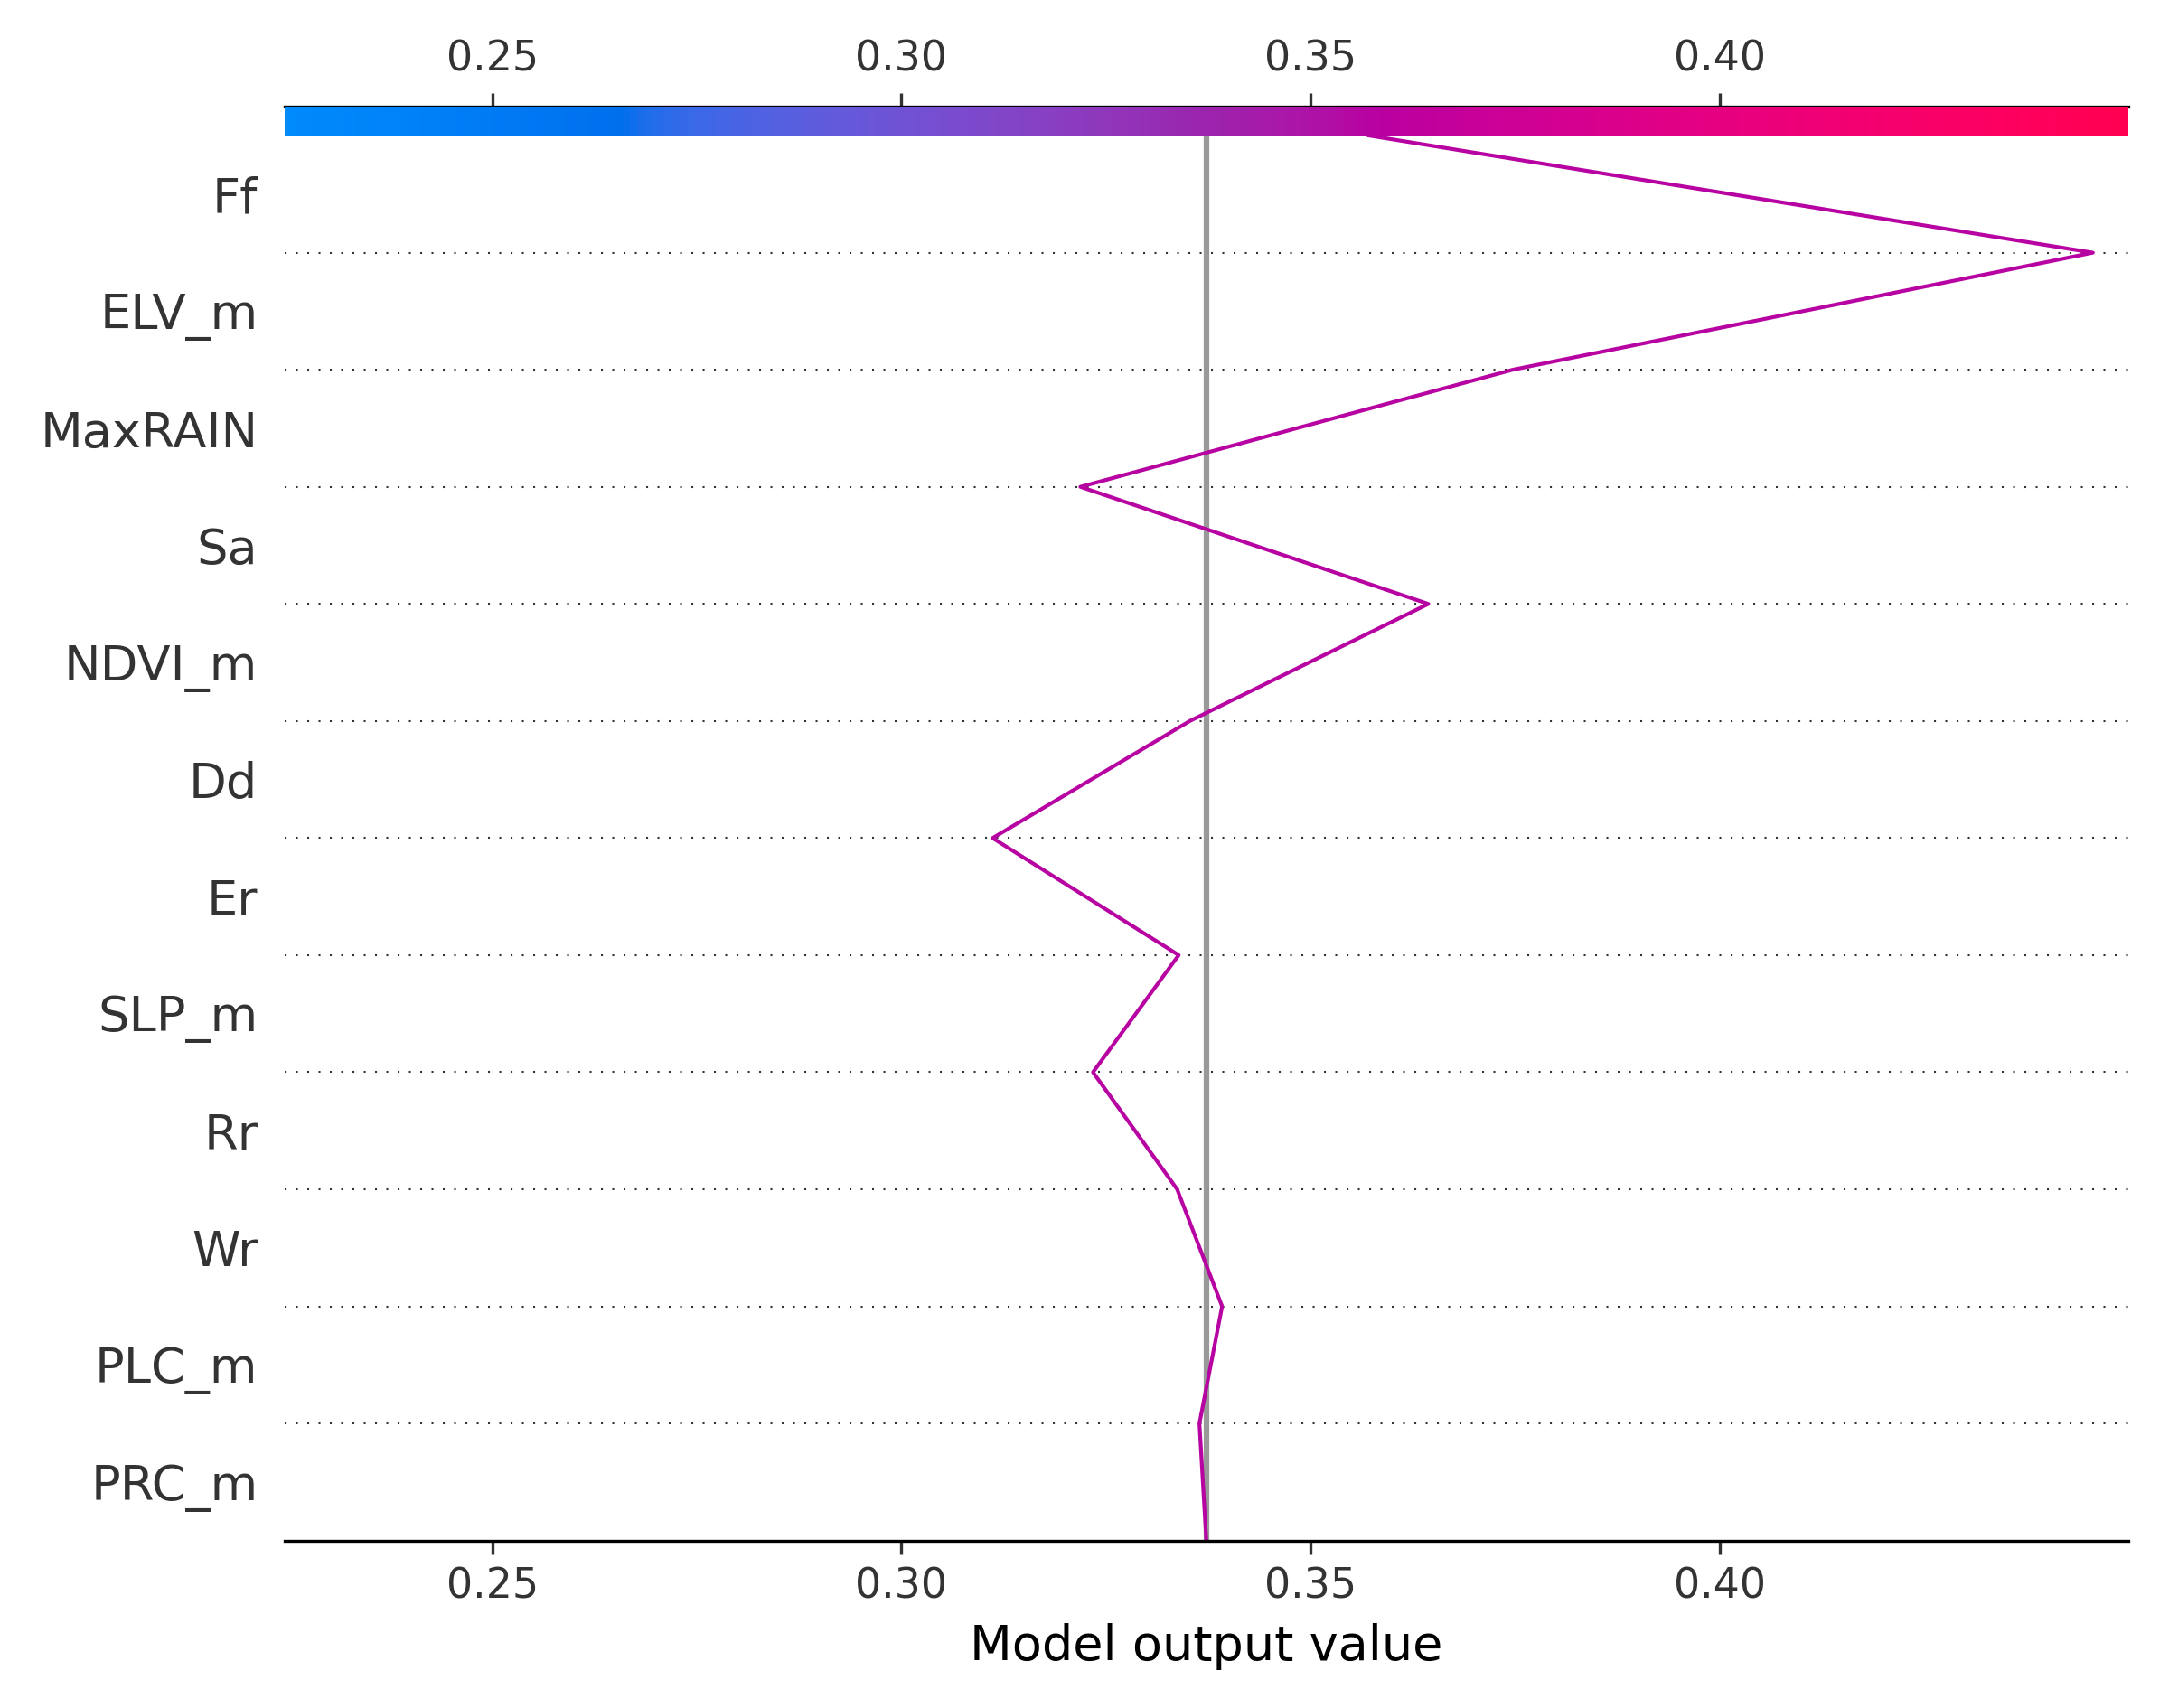 0.25 0.30 0.35 0.40
Ff
ELV_m
MaxRAIN
Sa
NDVI_m
Dd
Er
SLP_m
Rr
Wr
PLC_m
PRC_m
0.25 0.30 0.35 0.40
Model output value